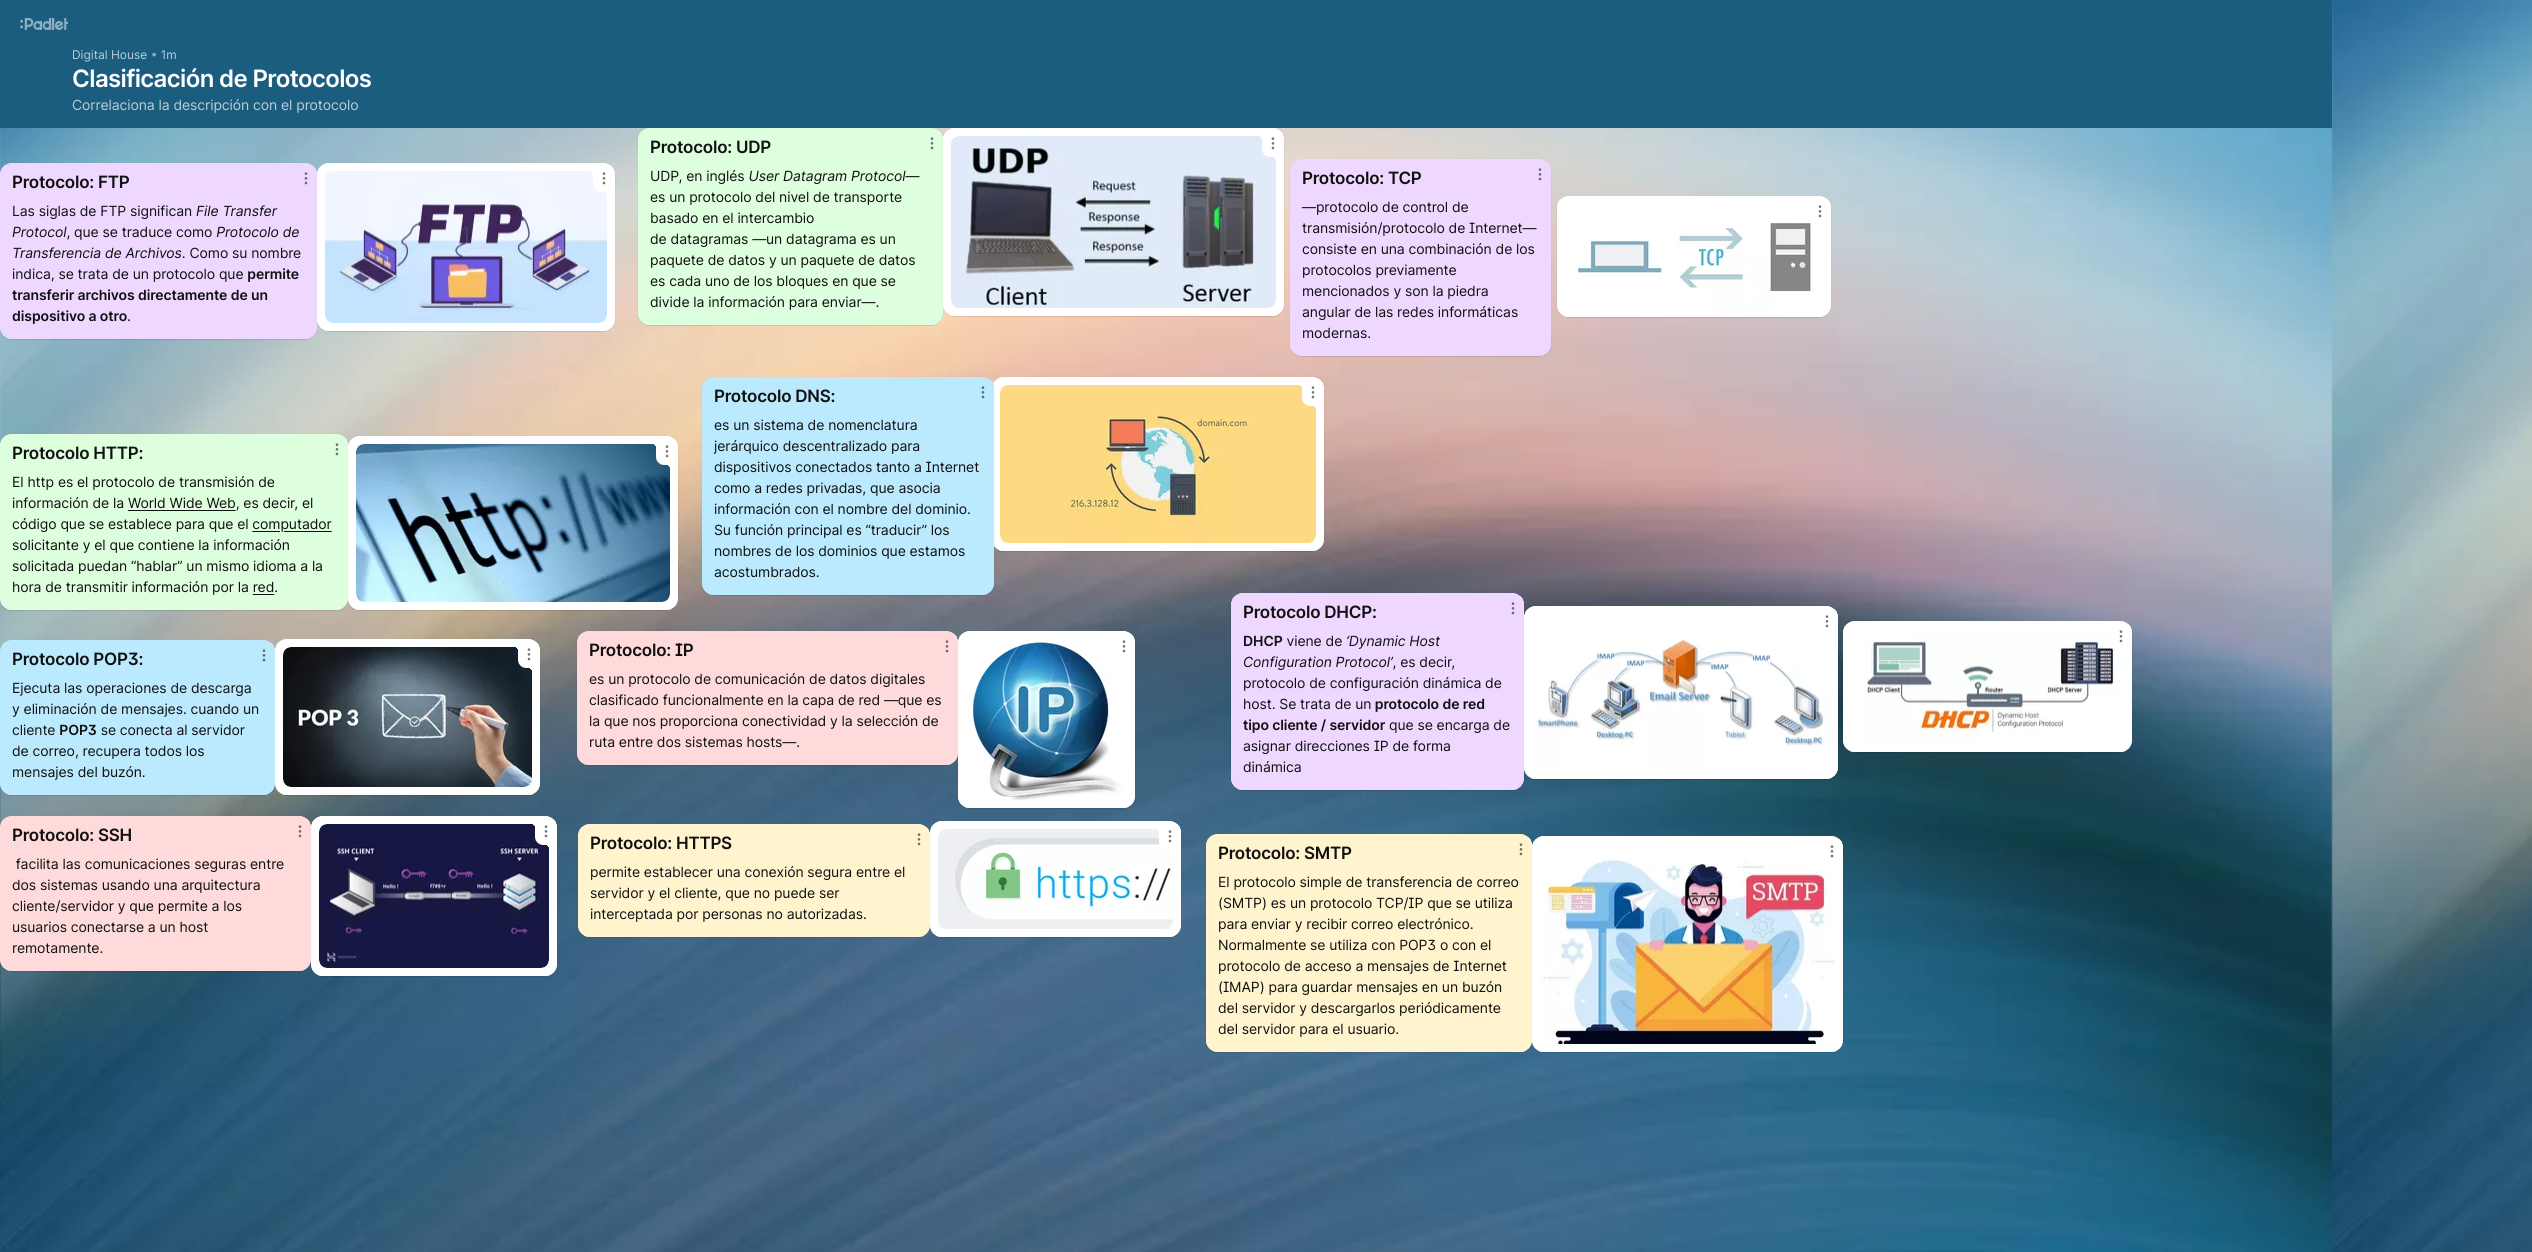 :Padlet
Digital House • 1m
Clasificación de Protocolos
Correlaciona la descripción con el protocolo
Protocolo: FTP
Las siglas de FTP significan File Transfer
Protocol, que se traduce como Protocolo de
Transferencia de Archivos. Como su nombre
indica, se trata de un protocolo que permite
transferir archivos directamente de un
dispositivo a otro.
FTP
Protocolo: UDP
UDP, en inglés User Datagram Protocol—
es un protocolo del nivel de transporte
basado en el intercambio
de datagramas —un datagrama es un
paquete de datos y un paquete de datos
es cada uno de los bloques en que se
divide la información para enviar—.
UDP
Request
Response
Response
Client
Server
Protocolo: TCP
—protocolo de control de
transmisión/protocolo de Internet—
consiste en una combinación de los
protocolos previamente
mencionados y son la piedra
angular de las redes informáticas
modernas.
TCP
Protocolo HTTP:
El http es el protocolo de transmisión de
información de la World Wide Web, es decir, el
código que se establece para que el computador
solicitante y el que contiene la información
solicitada puedan “hablar” un mismo idioma a la
hora de transmitir información por la red.
http://www
Protocolo DNS:
es un sistema de nomenclatura
jerárquico descentralizado para
dispositivos conectados tanto a Internet
como a redes privadas, que asocia
información con el nombre del dominio.
Su función principal es “traducir” los
nombres de los dominios que estamos
acostumbrados.
domain.com
216.3.128.12
Protocolo POP3:
Ejecuta las operaciones de descarga
y eliminación de mensajes. cuando un
cliente POP3 se conecta al servidor
de correo, recupera todos los
mensajes del buzón.
POP 3
Protocolo: IP
es un protocolo de comunicación de datos digitales
clasificado funcionalmente en la capa de red —que es
la que nos proporciona conectividad y la selección de
ruta entre dos sistemas hosts—.
IP
Protocolo DHCP:
DHCP viene de ‘Dynamic Host
Configuration Protocol’, es decir,
protocolo de configuración dinámica de
host. Se trata de un protocolo de red
tipo cliente / servidor que se encarga de
asignar direcciones IP de forma
dinámica
IMAP
IMAP
IMAP
IMAP
Email Server
SmartPhone
Desktop PC
Tablet
Desktop PC
DHCP Client
Router
DHCP Server
DHCP
Dynamic Host
Configuration Protocol
Protocolo: SSH
facilita las comunicaciones seguras entre
dos sistemas usando una arquitectura
cliente/servidor y que permite a los
usuarios conectarse a un host
remotamente.
SSH CLIENT
SSH SERVER
Hello !
Hello !
Protocolo: HTTPS
permite establecer una conexión segura entre el
servidor y el cliente, que no puede ser
interceptada por personas no autorizadas.
https://
Protocolo: SMTP
El protocolo simple de transferencia de correo
(SMTP) es un protocolo TCP/IP que se utiliza
para enviar y recibir correo electrónico.
Normalmente se utiliza con POP3 o con el
protocolo de acceso a mensajes de Internet
(IMAP) para guardar mensajes en un buzón
del servidor y descargarlos periódicamente
del servidor para el usuario.
SMTP